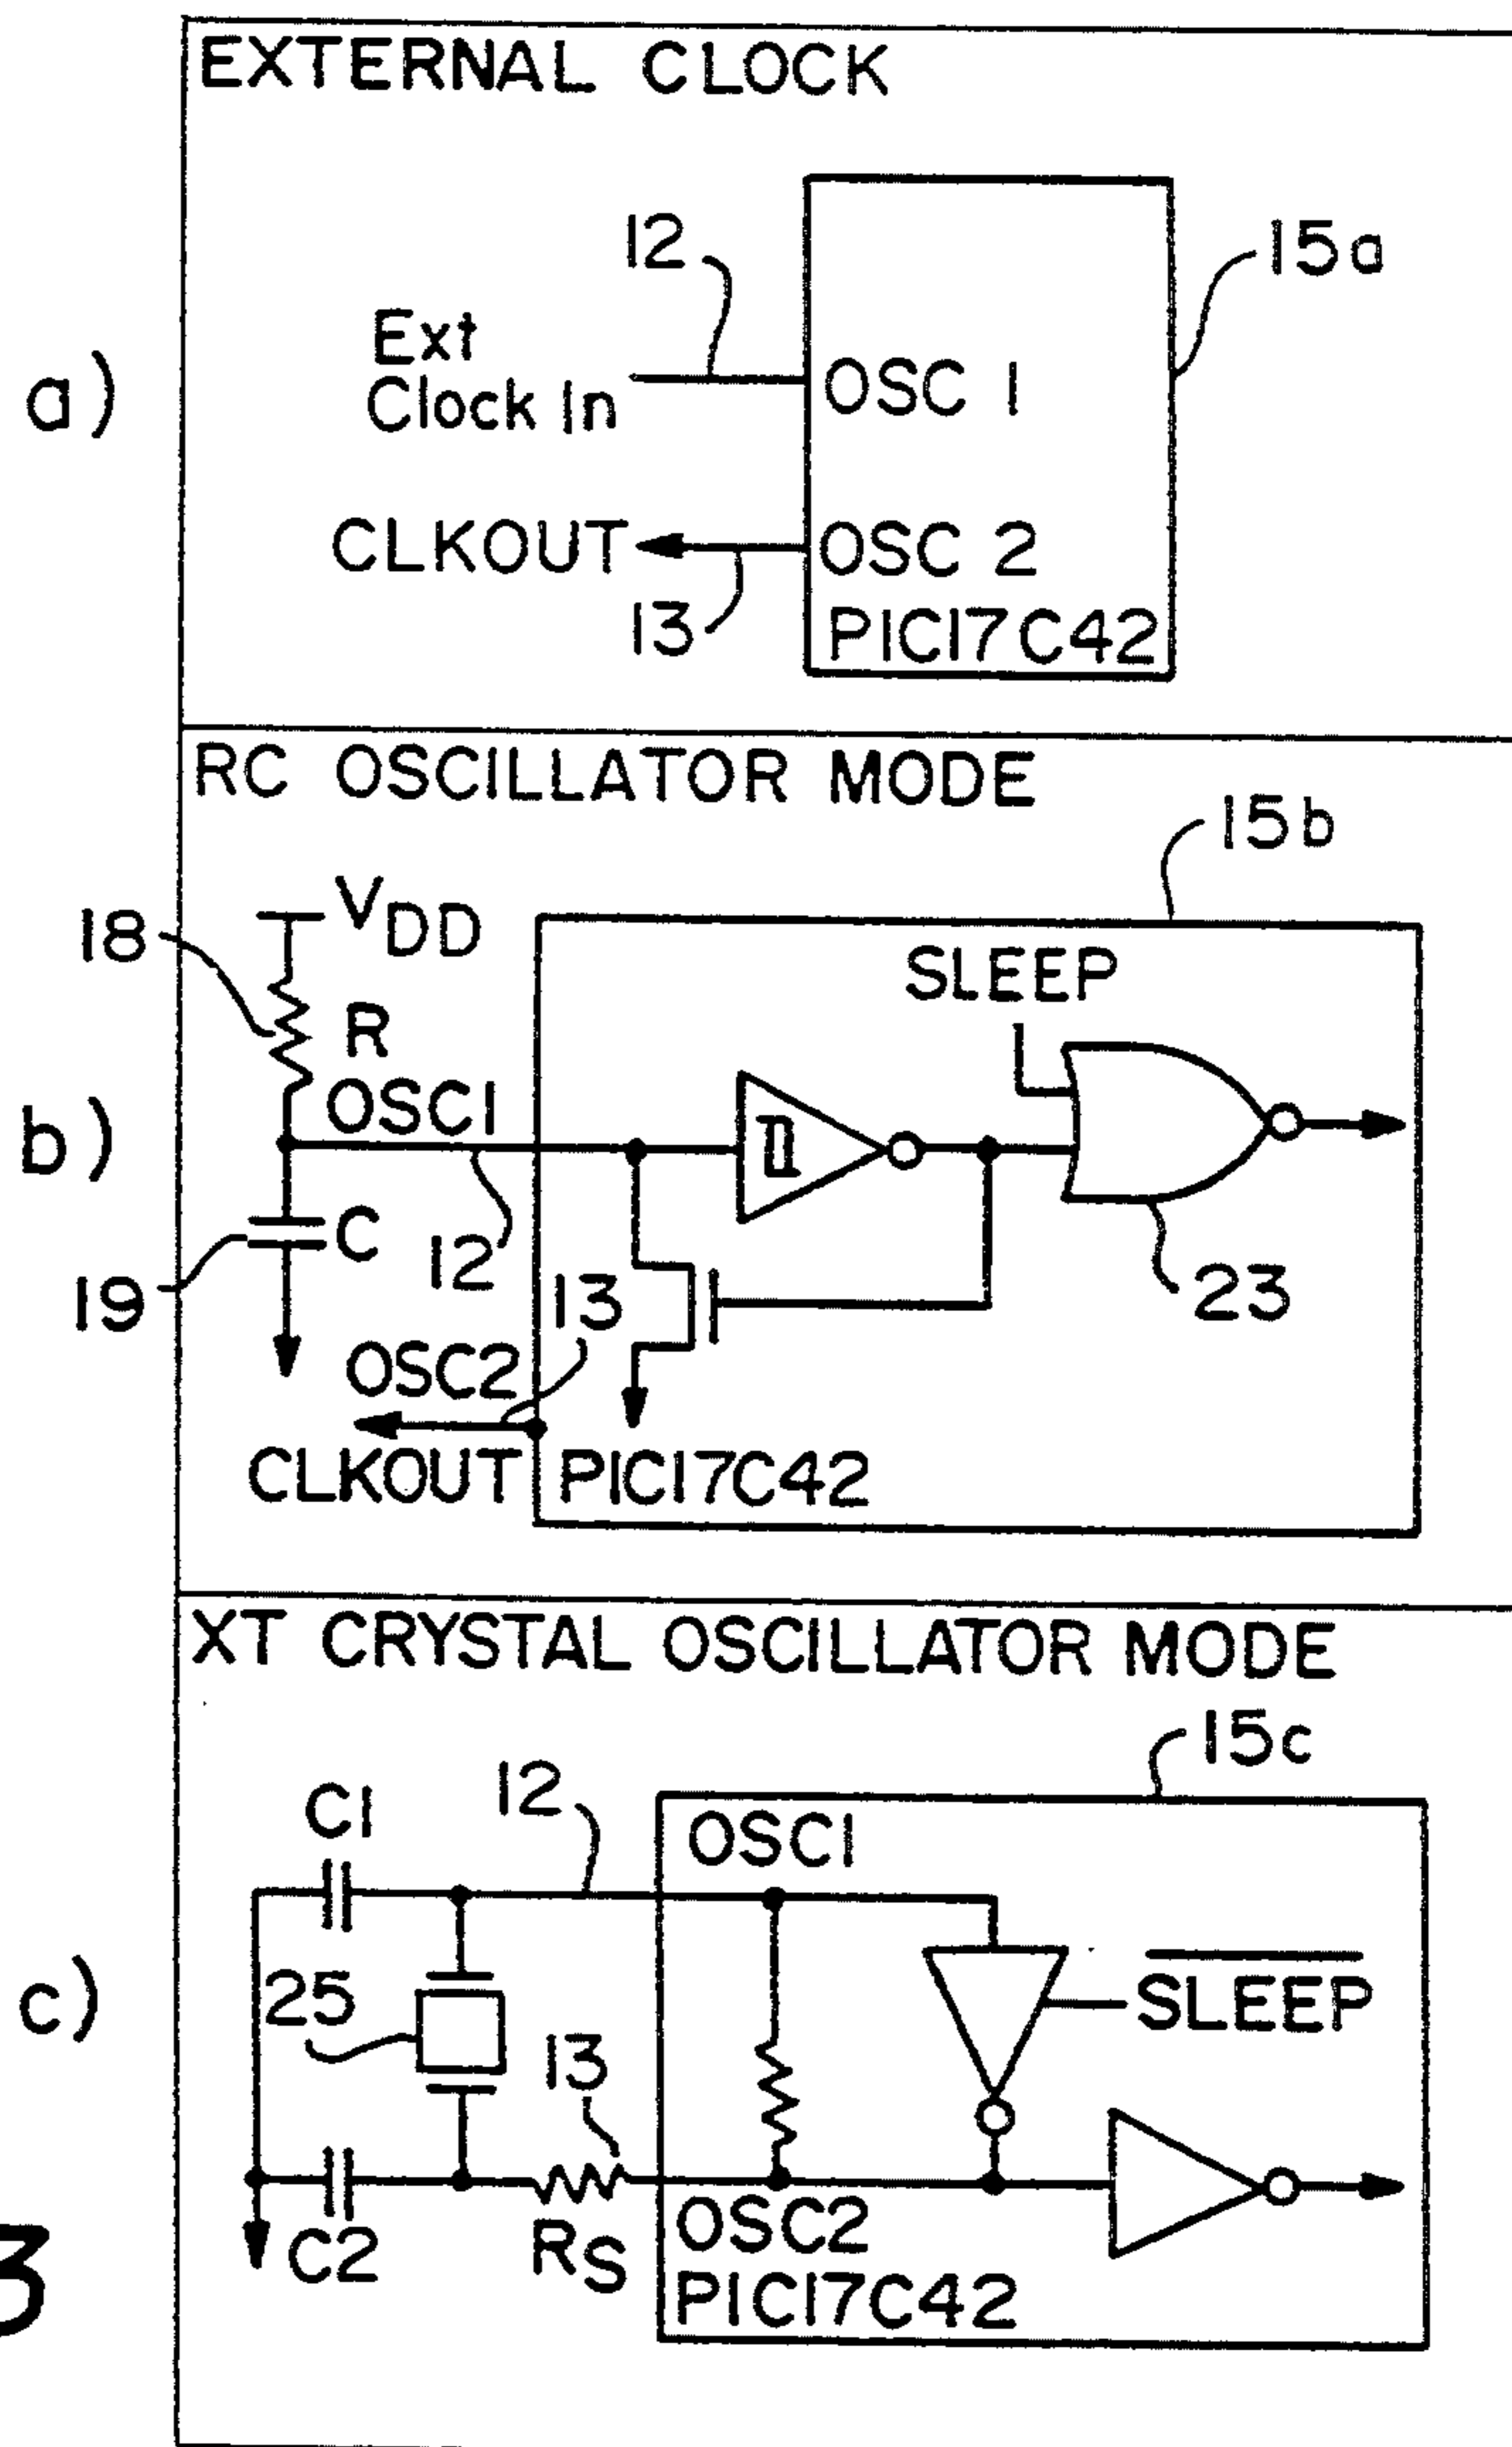 EXTERNAL CLOCK
12
15a
Ext
Clock In
OSC 1
a)
CLKOUT
OSC 2
13
PIC17C42
RC OSCILLATOR MODE
15b
VDD
18
SLEEP
R
OSC1
b)
C
12
19
13
23
OSC2
CLKOUT
PIC17C42
XT CRYSTAL OSCILLATOR MODE
15c
12
C1
OSC1
25
SLEEP
c)
13
OSC2
RS
C2
PIC17C42
3